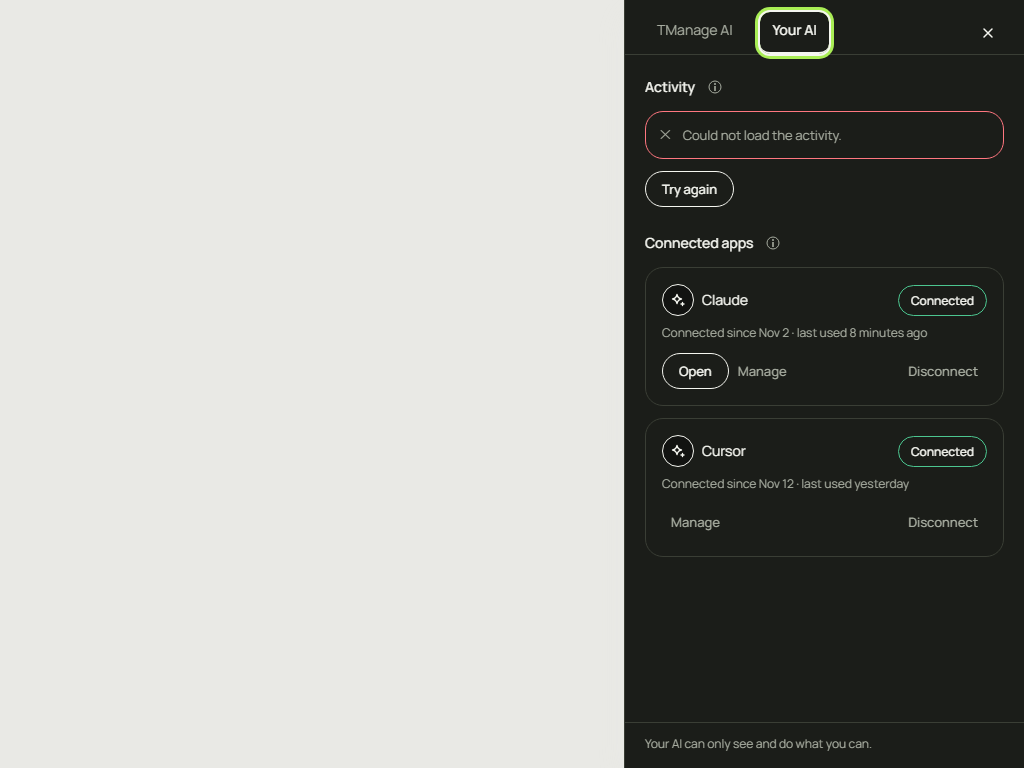 TManage AI
Your AI
Activity
Could not load the activity.
Try again
Connected apps
Claude
Connected
Connected since Nov 2 · last used 8 minutes ago
Open
Manage
Disconnect
Cursor
Connected
Connected since Nov 12 · last used yesterday
Manage
Disconnect
Your AI can only see and do what you can.